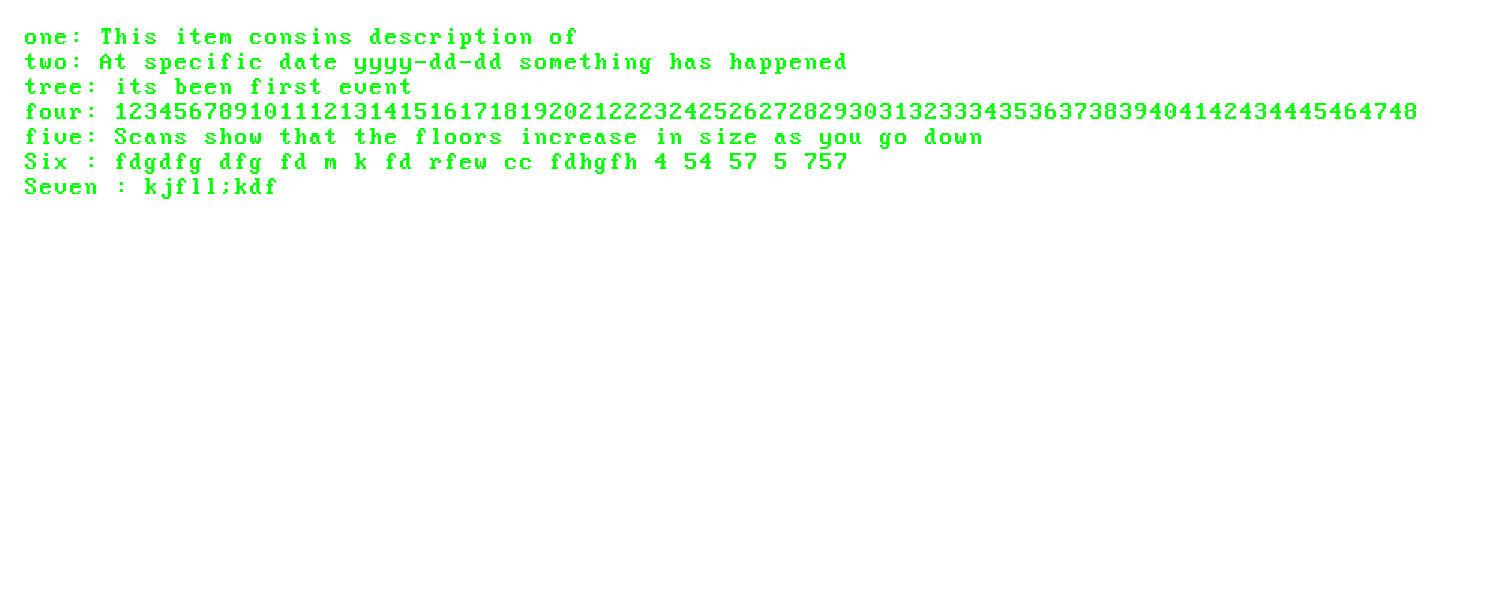 one: This item consins description of
two: At specific date yyyy-dd-dd something has happened
tree: its been first event
four: 123456789101112131415161718192021222324252627282930313233343536373839404142434445464748
five: Scans show that the floors increase in size as you go down
Six : fdgdfg dfg fd m k fd rfew cc fdhgfh 4 54 57 5 757
Seven : kjfll;kdf